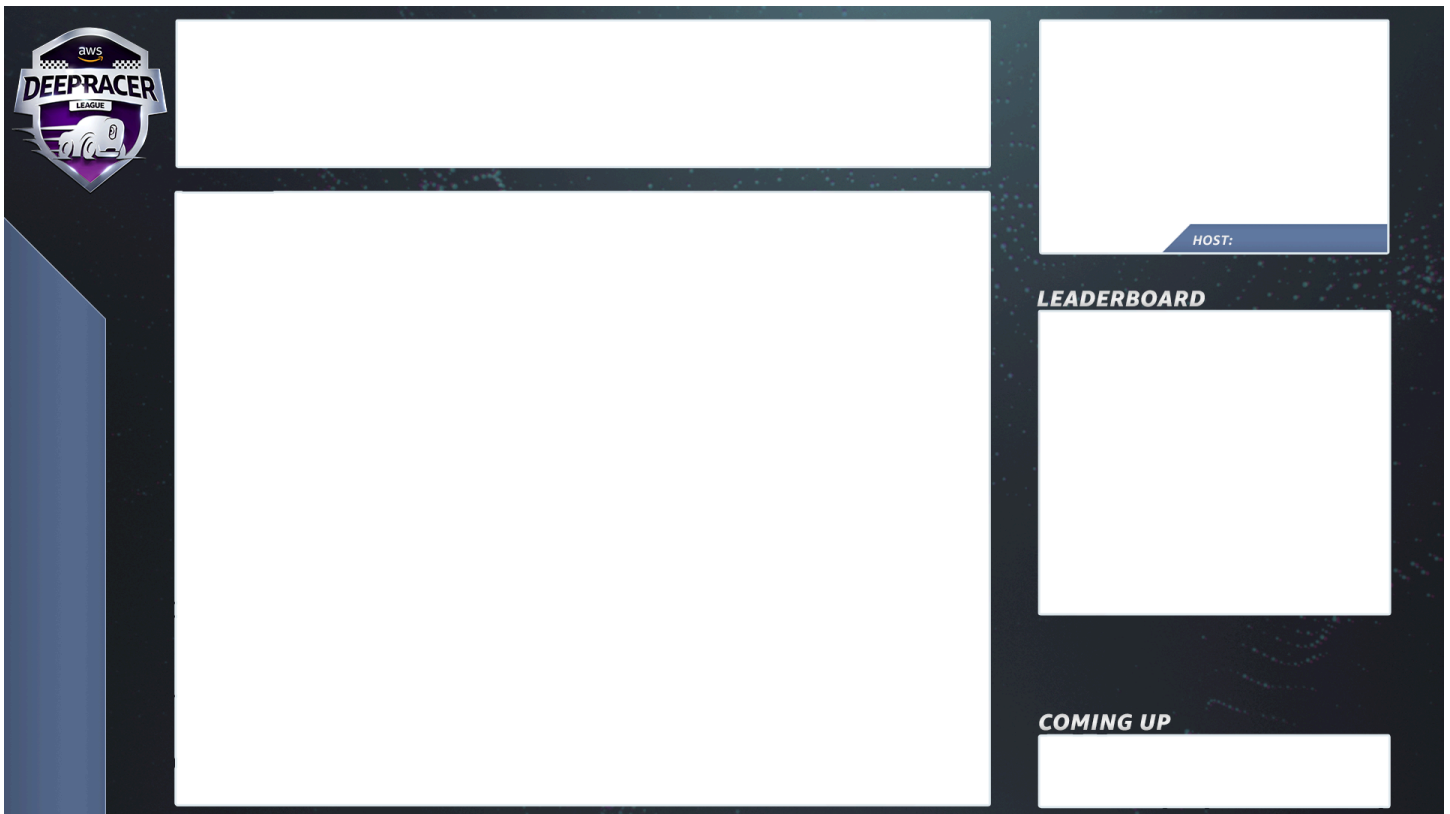 aws
DEEPRACER
LEAGUE
HOST:
LEADERBOARD
COMING UP